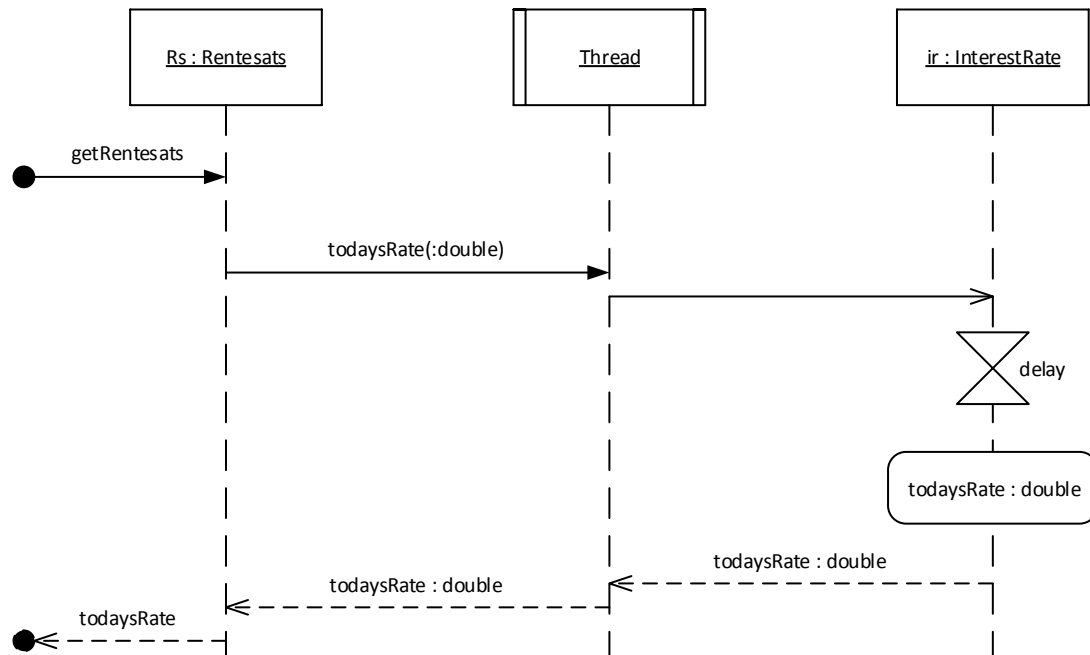 Rs : Rentesats
Thread
ir : InterestRate
getRentesats
todaysRate(:double)
delay
todaysRate : double
todaysRate : double
todaysRate : double
todaysRate